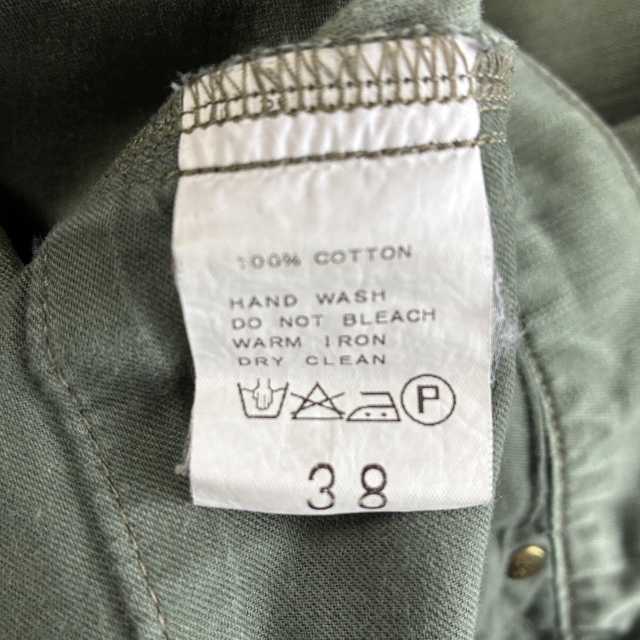 100% COTTON
HAND WASH
DO NOT BLEACH
WARM IRON
DRY CLEAN
P
38